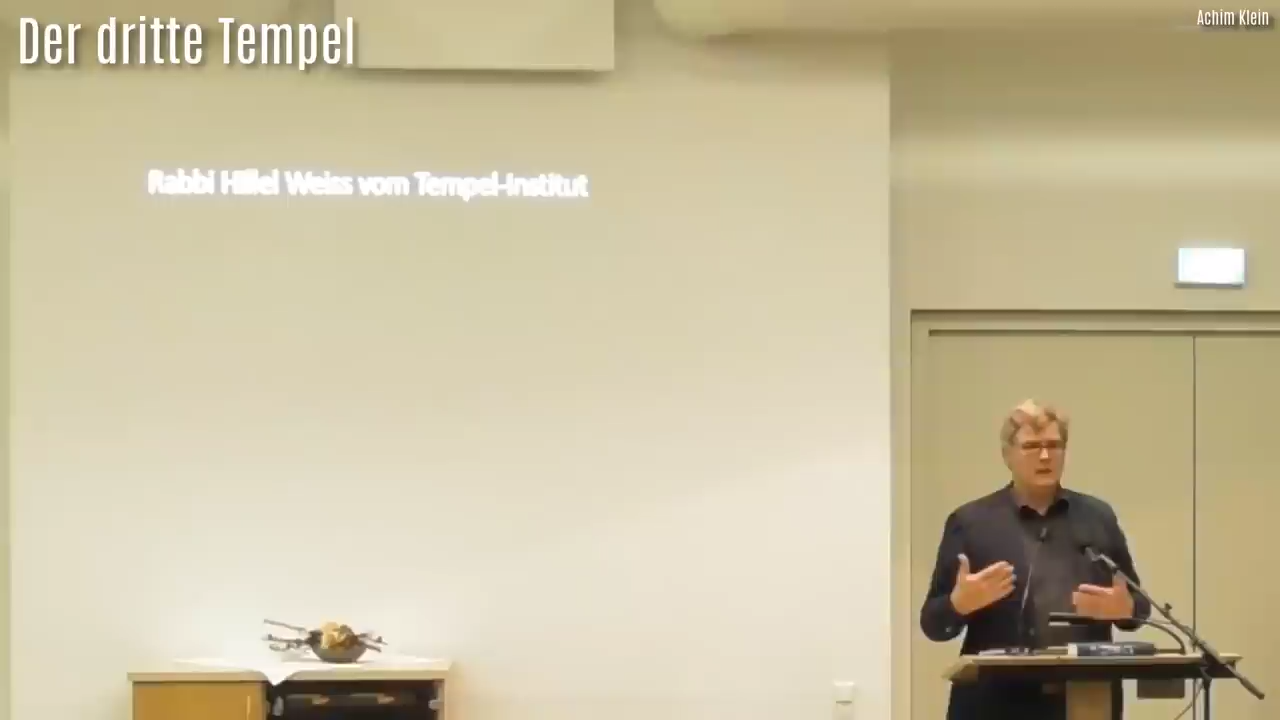 Der dritte Tempel
Achim Klein
Rabbi Hillel Weiss vom Tempel-Institut